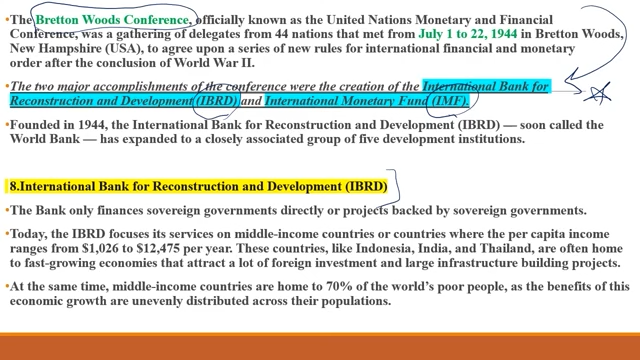 •The Bretton Woods Conference, officially known as the United Nations Monetary and Financial
Conference, was a gathering of delegates from 44 nations that met from July 1 to 22, 1944 in Bretton Woods,
New Hampshire (USA), to agree upon a series of new rules for international financial and monetary
order after the conclusion of World War II.
•The two major accomplishments of the conference were the creation of the International Bank for
Reconstruction and Development (IBRD) and International Monetary Fund (IMF).
•Founded in 1944, the International Bank for Reconstruction and Development (IBRD) — soon called the
World Bank — has expanded to a closely associated group of five development institutions.
8.International Bank for Reconstruction and Development (IBRD)
•The Bank only finances sovereign governments directly or projects backed by sovereign governments.
•Today, the IBRD focuses its services on middle-income countries or countries where the per capita income
ranges from $1,026 to $12,475 per year. These countries, like Indonesia, India, and Thailand, are often home
to fast-growing economies that attract a lot of foreign investment and large infrastructure building projects.
•At the same time, middle-income countries are home to 70% of the world's poor people, as the benefits of this
economic growth are unevenly distributed across their populations.